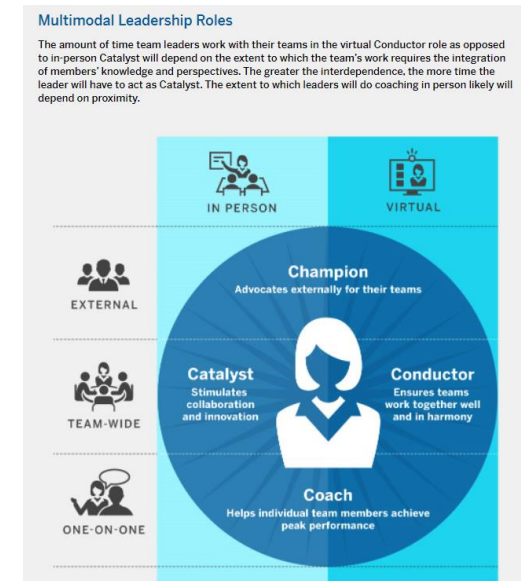 Multimodal Leadership Roles
The amount of time team leaders work with their teams in the virtual Conductor role as opposed
to in-person Catalyst will depend on the extent to which the team's work requires the integration
of members' knowledge and perspectives. The greater the interdependence, the more time the
leader will have to act as Catalyst. The extent to which leaders will do coaching in person likely will
depend on proximity.
IN PERSON
VIRTUAL
EXTERNAL
Champion
Advocates externally for their teams
TEAM-WIDE
Catalyst
Stimulates
collaboration
and innovation
Conductor
Ensures teams
work together well
and in harmony
ONE-ON-ONE
Coach
Helps individual team members achieve
peak performance